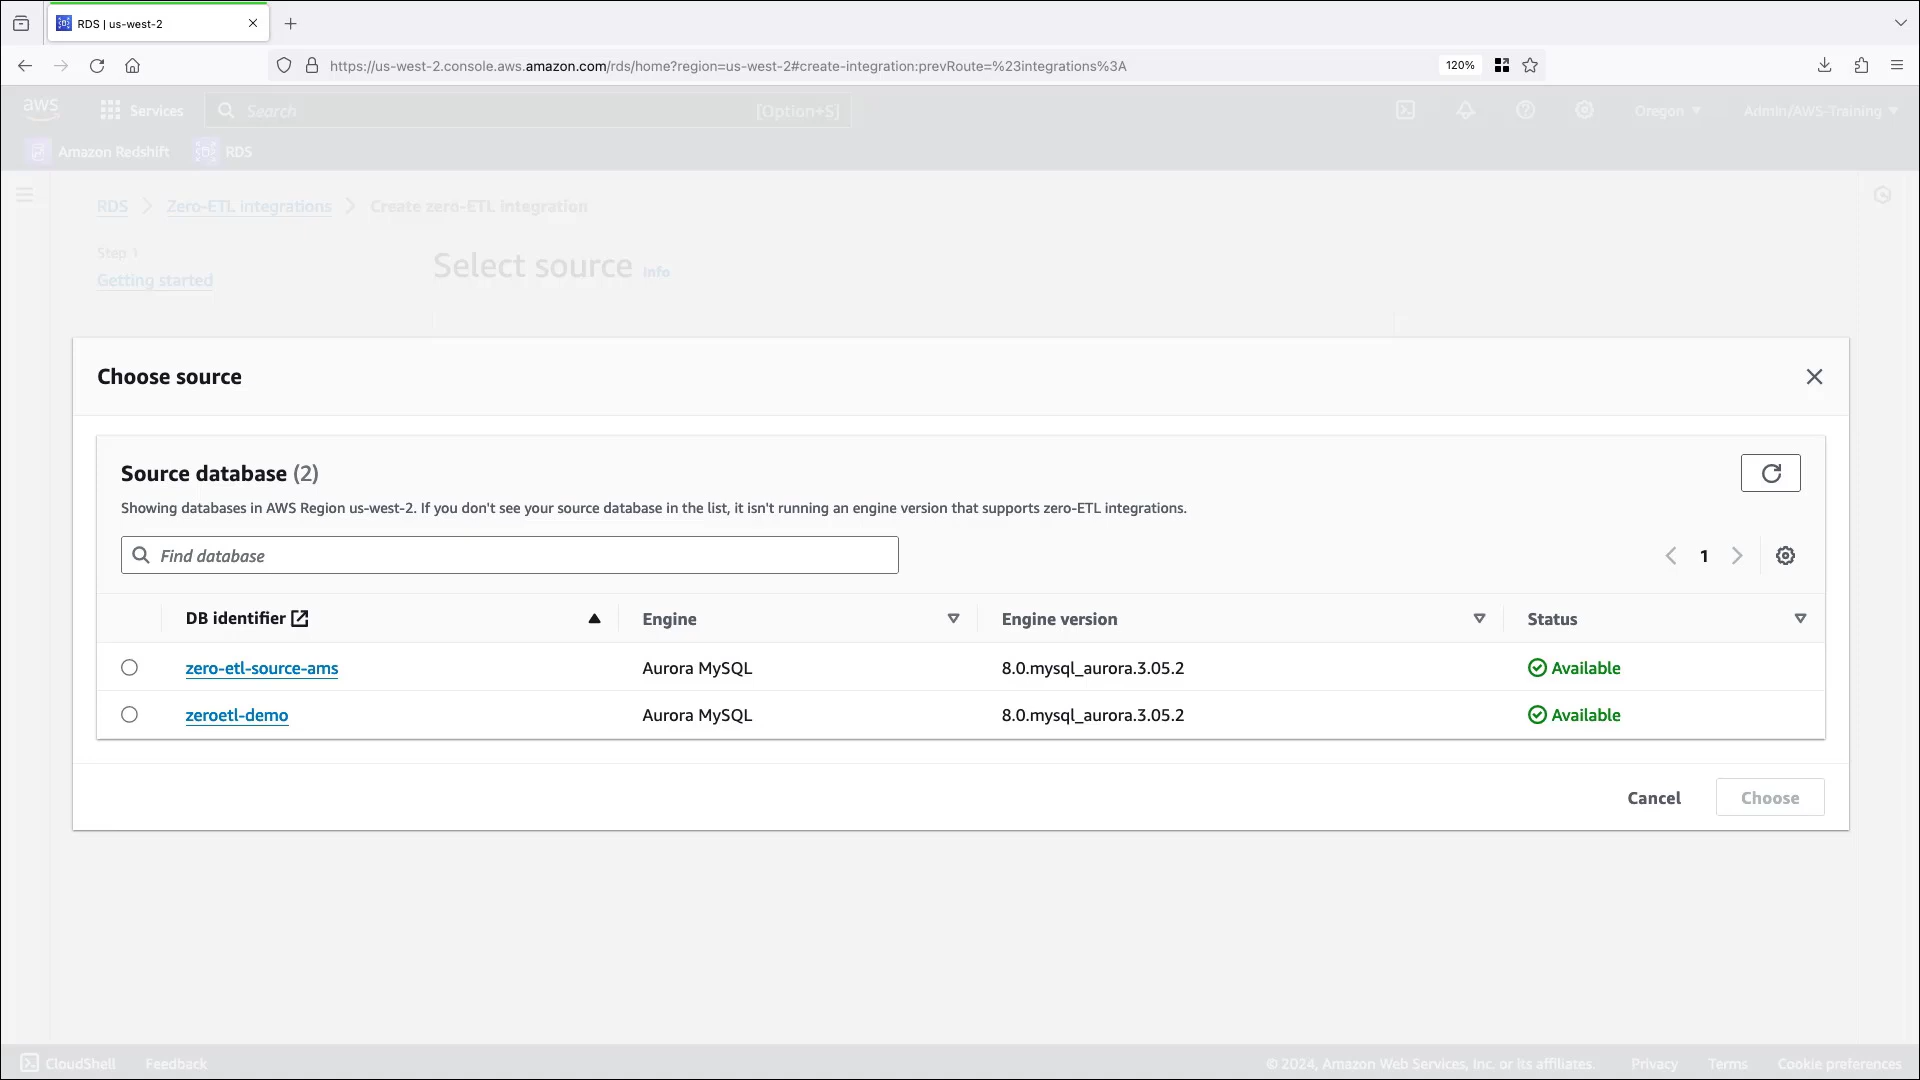 RDS | us-west-2
https://us-west-2.console.aws.amazon.com/rds/home?region=us-west-2#create-integration:prevRoute=%23integrations%3A
120%
aws
Services
Search
[Option+S]
Oregon
Admin/AWS-Training
Amazon Redshift
RDS
RDS
Zero-ETL integrations
Create zero-ETL integration
Step 1
Getting started
Select source Info
Choose source
Source database (2)
Showing databases in AWS Region us-west-2. If you don't see your source database in the list, it isn't running an engine version that supports zero-ETL integrations.
Find database
1
DB identifier Engine Engine version Status
zero-etl-source-ams Aurora MySQL 8.0.mysql_aurora.3.05.2 Available
zeroetl-demo Aurora MySQL 8.0.mysql_aurora.3.05.2 Available
Cancel Choose
CloudShell Feedback © 2024, Amazon Web Services, Inc. or its affiliates. Privacy Terms Cookie preferences